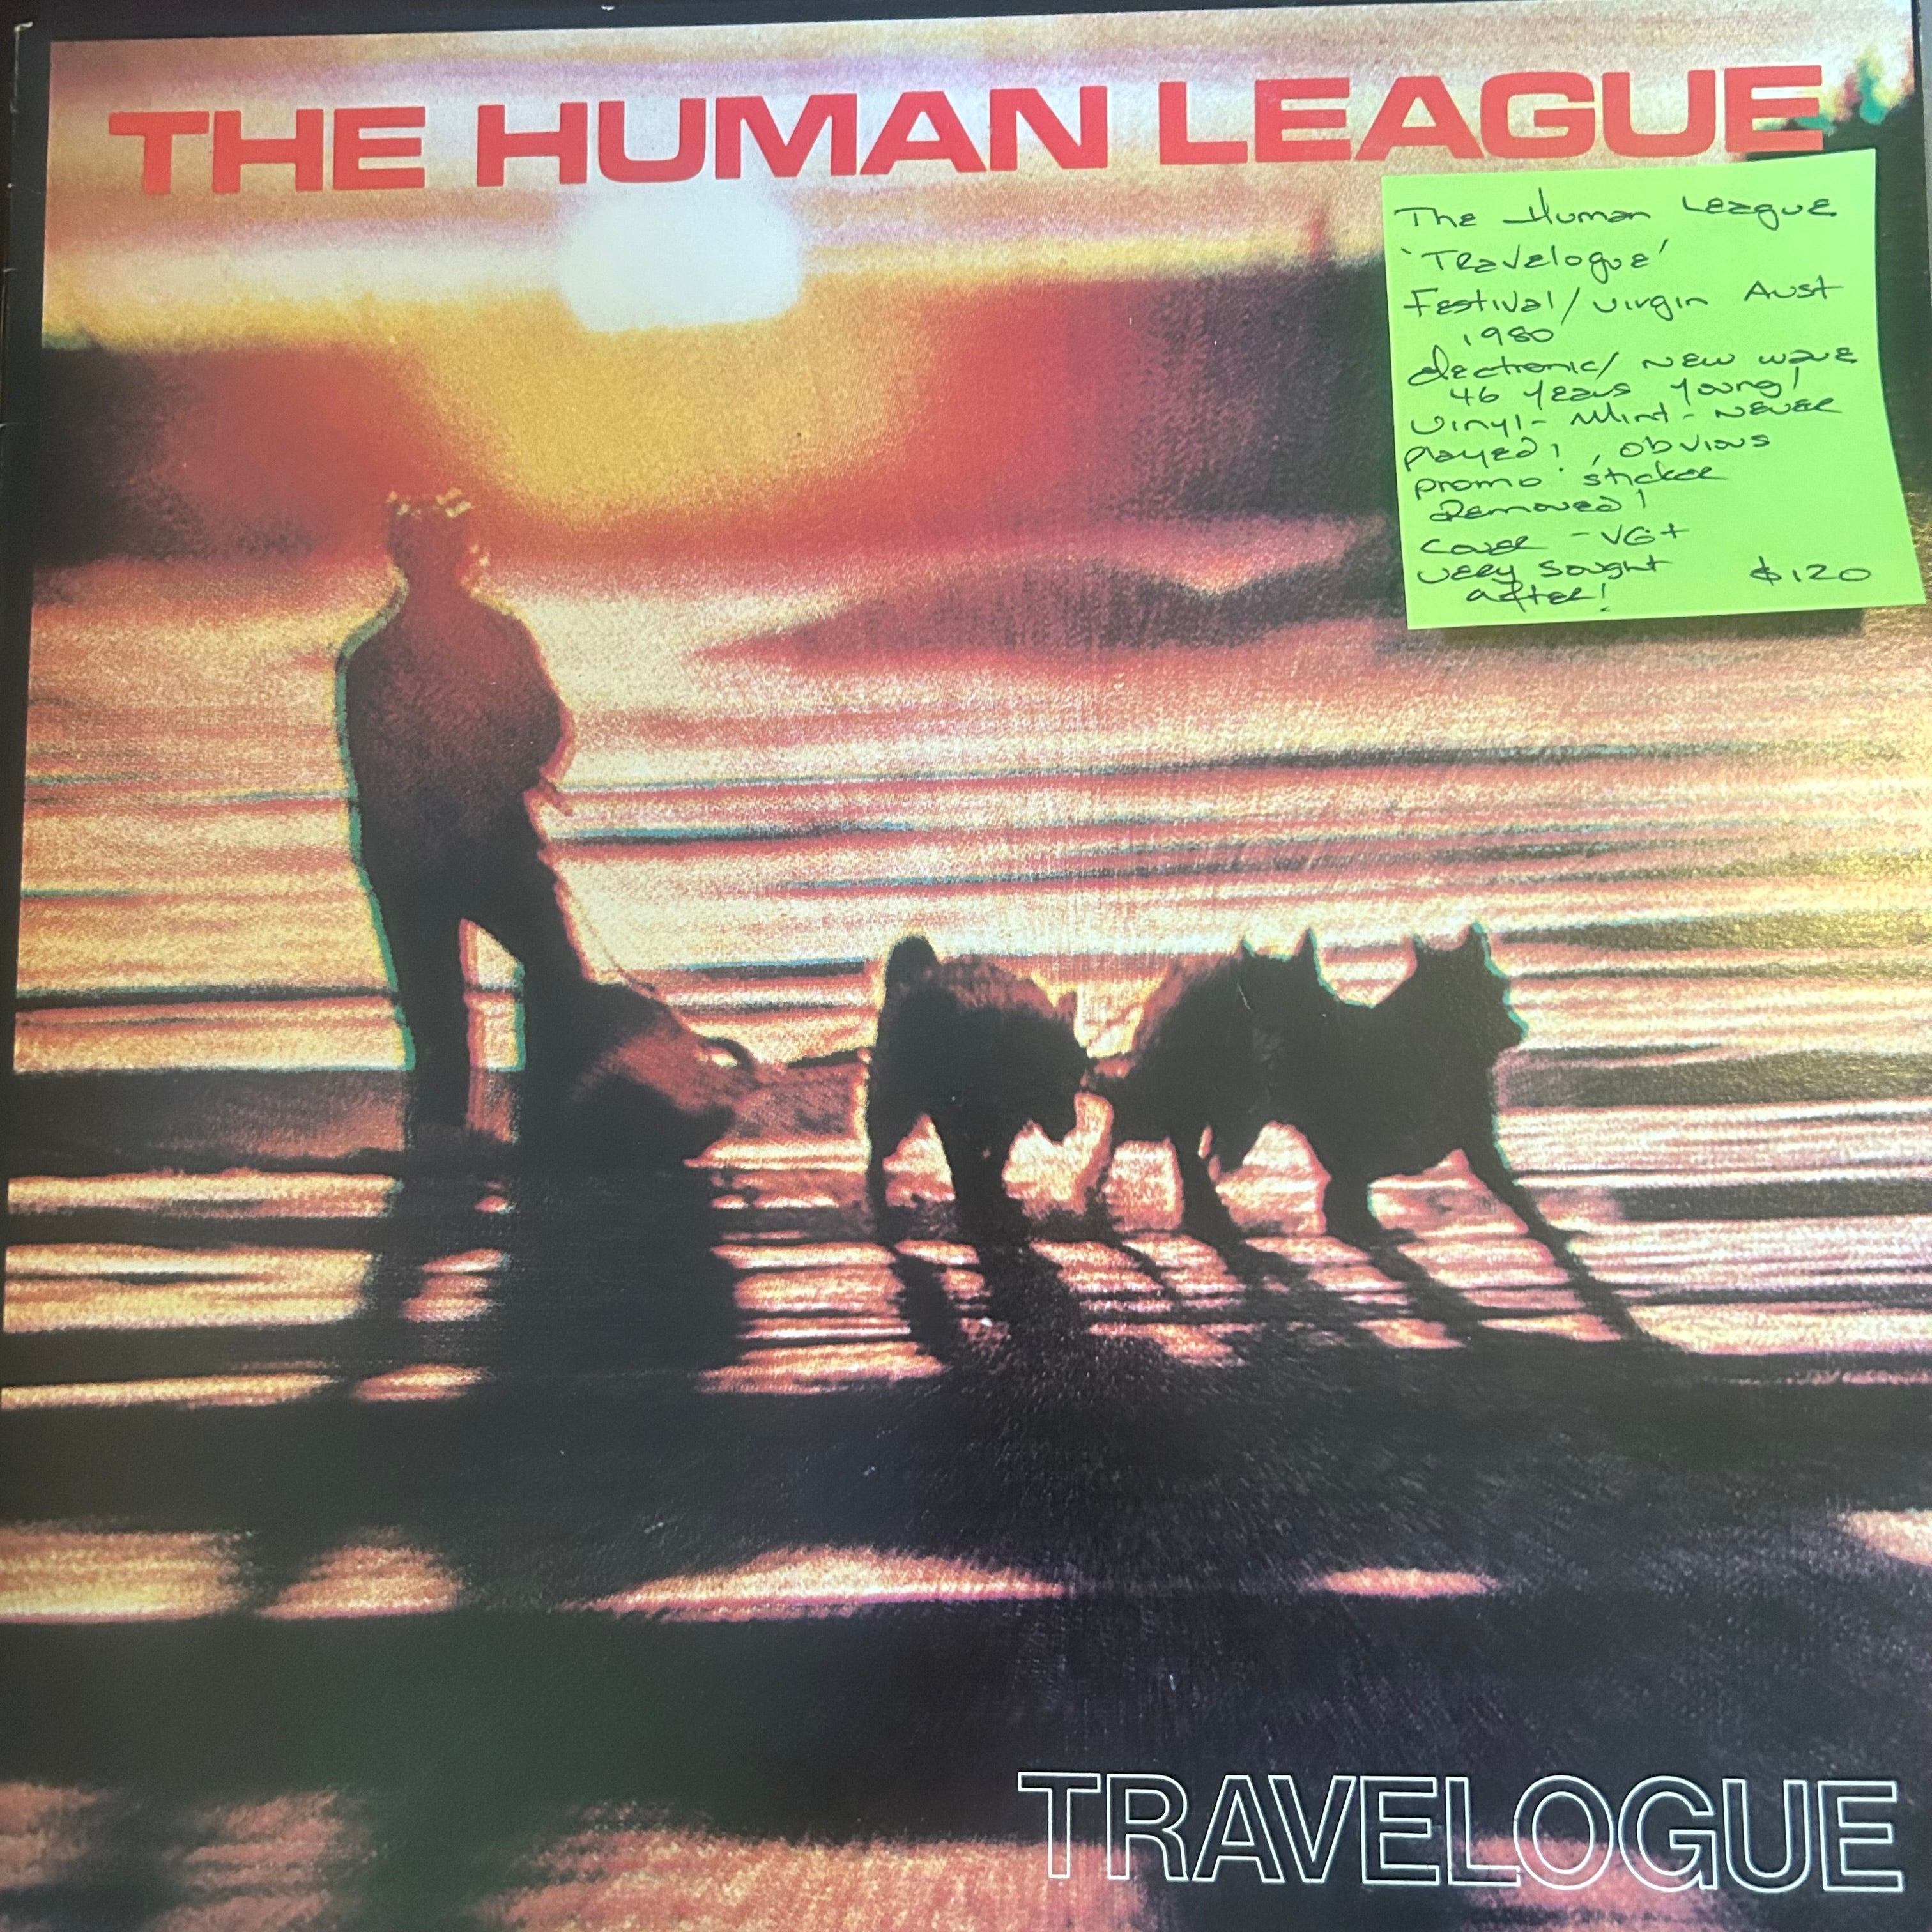 THE HUMAN LEAGUE
The Human League
'Travelogue'
Festival/Virgin Aust
1980
electronic/ New wave
46 years young!
Vinyl- Mint- Never
played! , obvious
promo sticker
Removed!
Cover - VG+
Very Sought $120
after!
TRAVELOGUE